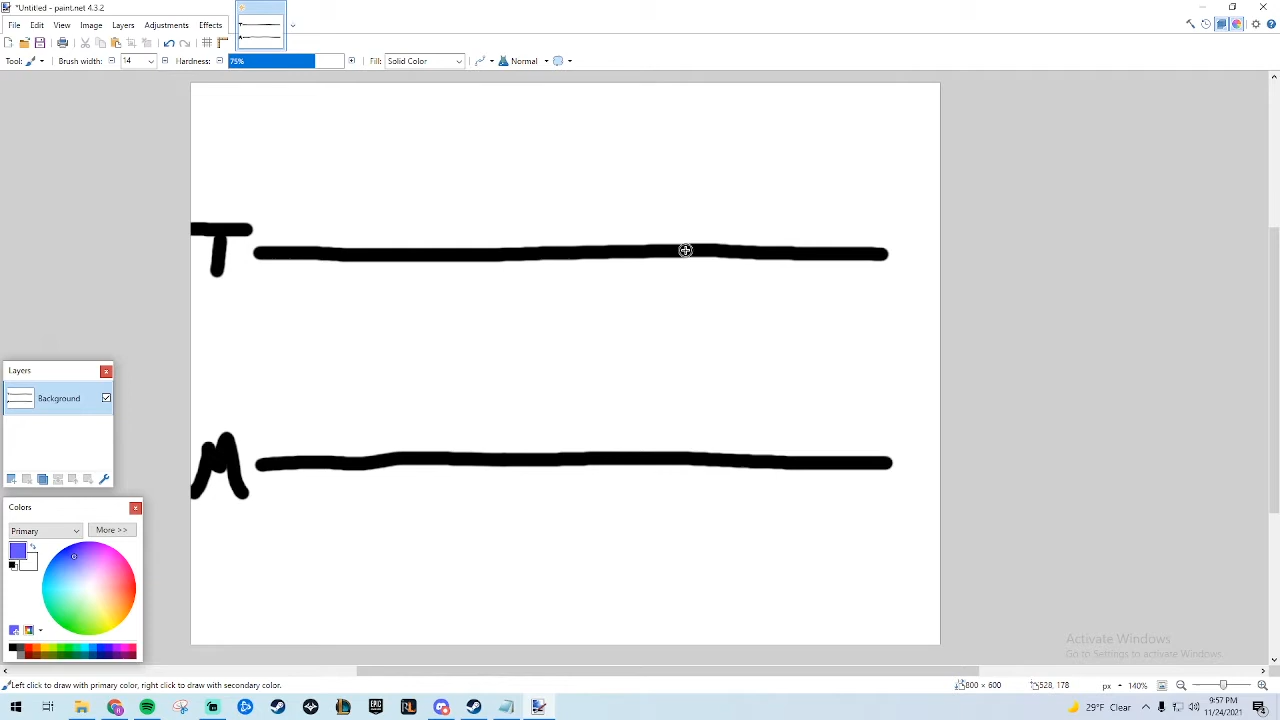 *Untitled - paint.net 4.3.2
File Edit View Image Layers Adjustments Effects
Tool: Brush width: 14 Hardness: 75% Fill: Solid Color Normal
T
Layers
Background
M
Colors
Primary More >>
Activate Windows
Go to Settings to activate Windows.
Left click to draw with primary color, right click to draw with secondary color. 800 × 600 528, 178 px 140%
29°F Clear 9:57 PM
11/24/2021